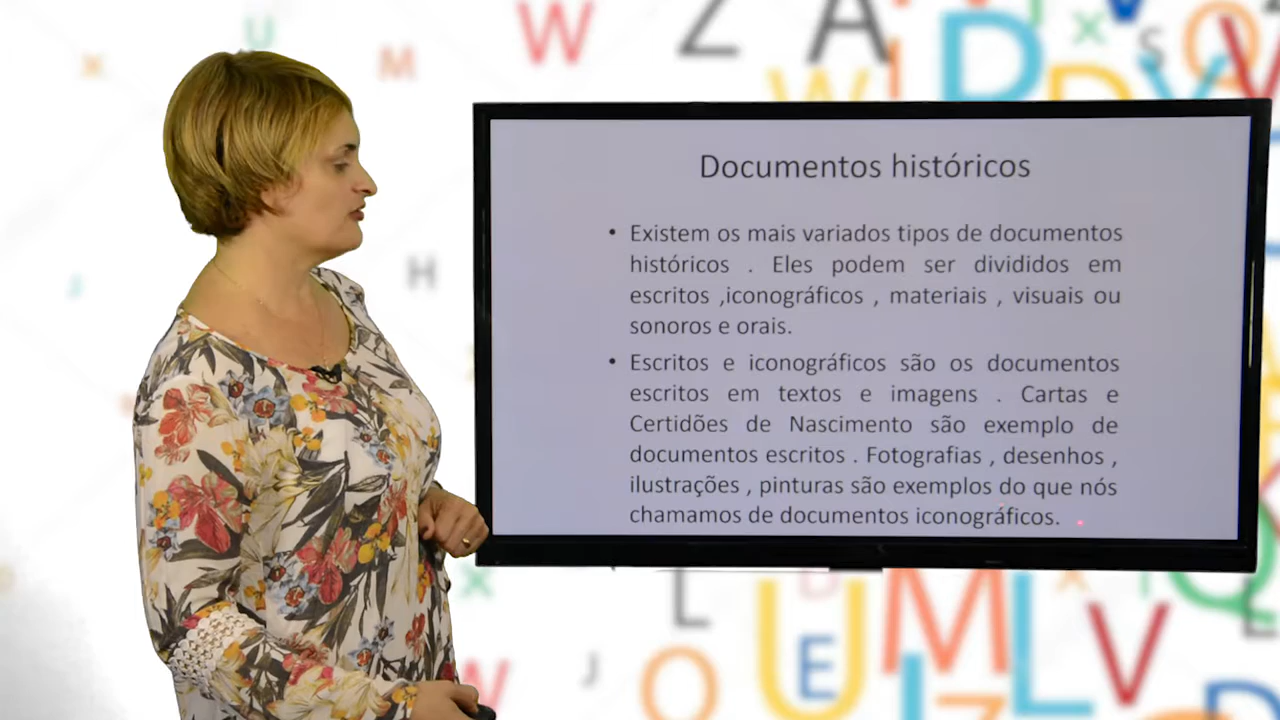 Documentos históricos
• Existem os mais variados tipos de documentos
históricos . Eles podem ser divididos em
escritos ,iconográficos , materiais , visuais ou
sonoros e orais.
• Escritos e iconográficos são os documentos
escritos em textos e imagens . Cartas e
Certidões de Nascimento são exemplo de
documentos escritos . Fotografias , desenhos ,
ilustrações , pinturas são exemplos do que nós
chamamos de documentos iconográficos.